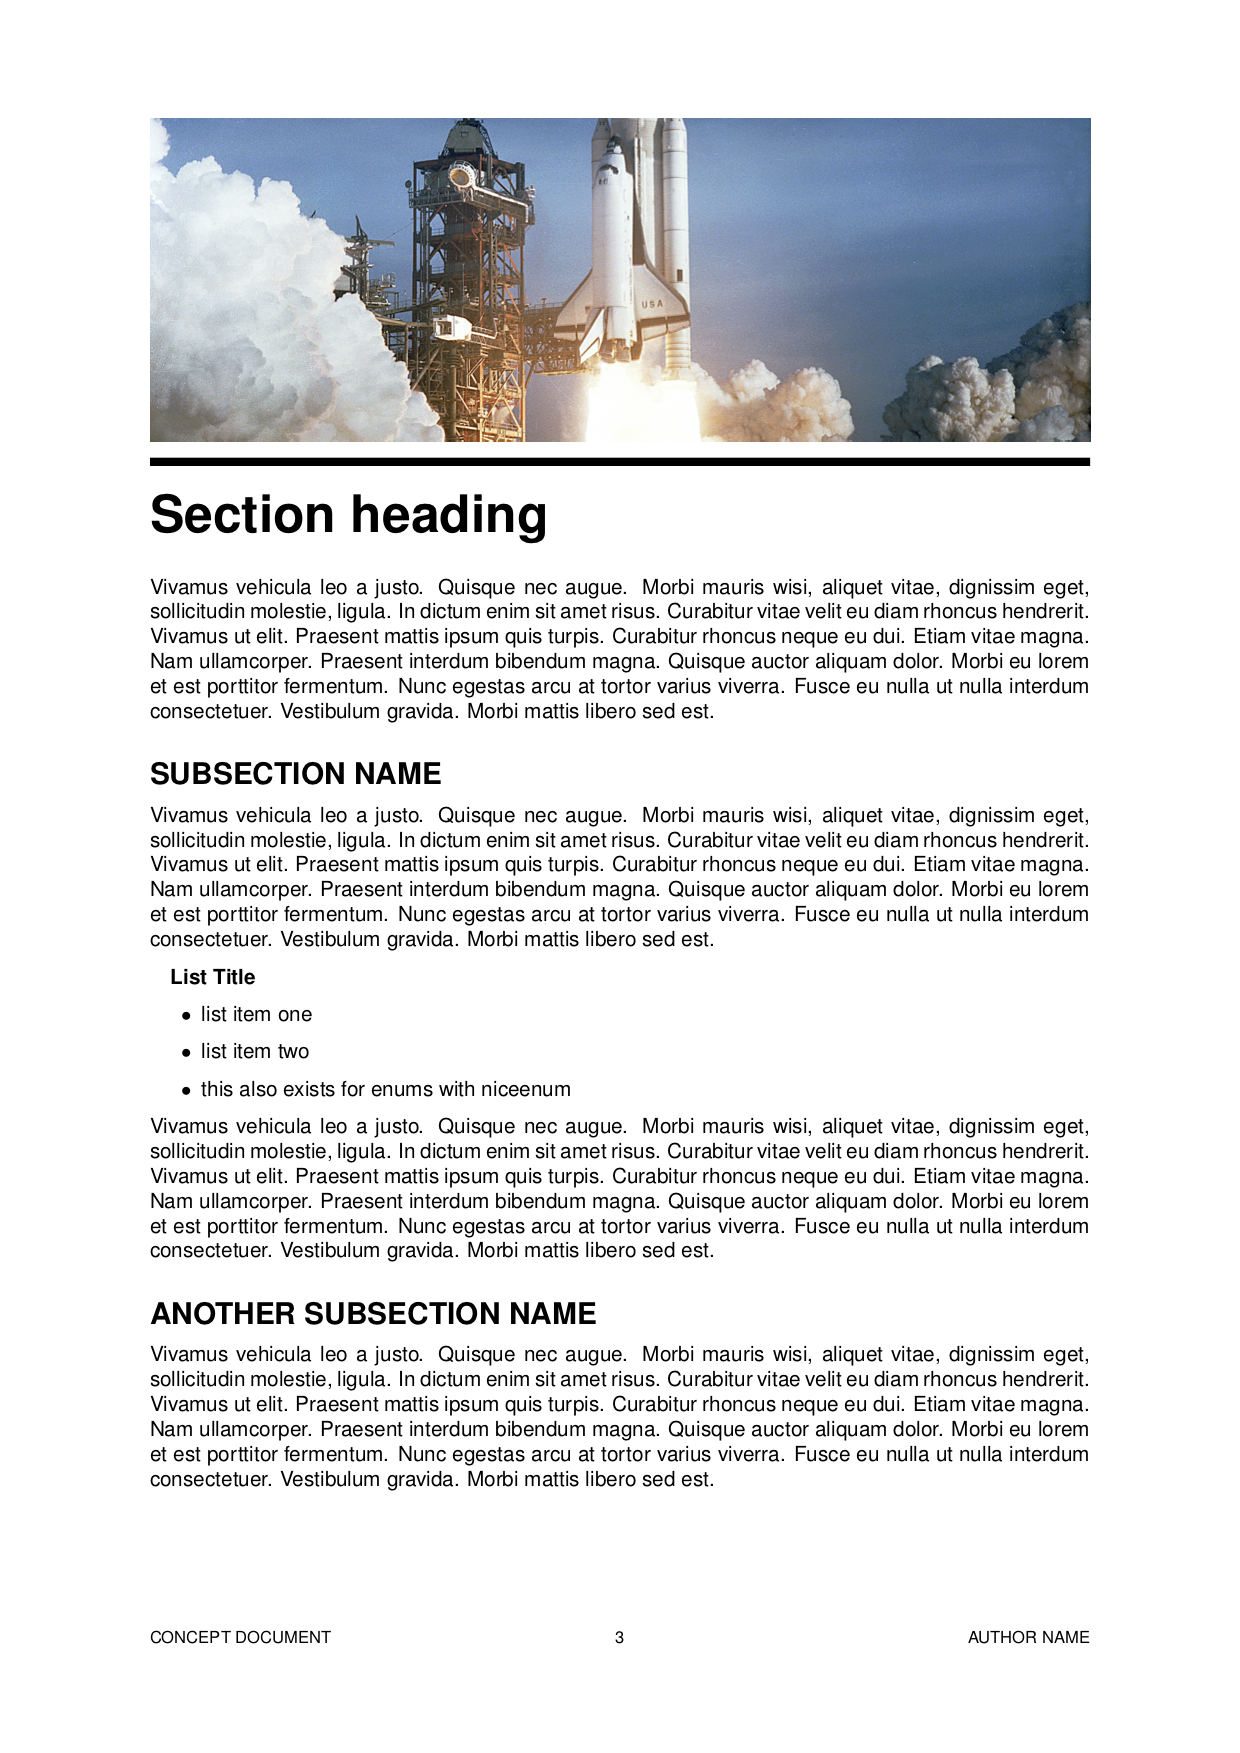 USA
Section heading
Vivamus vehicula leo a justo. Quisque nec augue. Morbi mauris wisi, aliquet vitae, dignissim eget,
sollicitudin molestie, ligula. In dictum enim sit amet risus. Curabitur vitae velit eu diam rhoncus hendrerit.
Vivamus ut elit. Praesent mattis ipsum quis turpis. Curabitur rhoncus neque eu dui. Etiam vitae magna.
Nam ullamcorper. Praesent interdum bibendum magna. Quisque auctor aliquam dolor. Morbi eu lorem
et est porttitor fermentum. Nunc egestas arcu at tortor varius viverra. Fusce eu nulla ut nulla interdum
consectetuer. Vestibulum gravida. Morbi mattis libero sed est.
SUBSECTION NAME
Vivamus vehicula leo a justo. Quisque nec augue. Morbi mauris wisi, aliquet vitae, dignissim eget,
sollicitudin molestie, ligula. In dictum enim sit amet risus. Curabitur vitae velit eu diam rhoncus hendrerit.
Vivamus ut elit. Praesent mattis ipsum quis turpis. Curabitur rhoncus neque eu dui. Etiam vitae magna.
Nam ullamcorper. Praesent interdum bibendum magna. Quisque auctor aliquam dolor. Morbi eu lorem
et est porttitor fermentum. Nunc egestas arcu at tortor varius viverra. Fusce eu nulla ut nulla interdum
consectetuer. Vestibulum gravida. Morbi mattis libero sed est.
List Title
• list item one
• list item two
• this also exists for enums with niceenum
Vivamus vehicula leo a justo. Quisque nec augue. Morbi mauris wisi, aliquet vitae, dignissim eget,
sollicitudin molestie, ligula. In dictum enim sit amet risus. Curabitur vitae velit eu diam rhoncus hendrerit.
Vivamus ut elit. Praesent mattis ipsum quis turpis. Curabitur rhoncus neque eu dui. Etiam vitae magna.
Nam ullamcorper. Praesent interdum bibendum magna. Quisque auctor aliquam dolor. Morbi eu lorem
et est porttitor fermentum. Nunc egestas arcu at tortor varius viverra. Fusce eu nulla ut nulla interdum
consectetuer. Vestibulum gravida. Morbi mattis libero sed est.
ANOTHER SUBSECTION NAME
Vivamus vehicula leo a justo. Quisque nec augue. Morbi mauris wisi, aliquet vitae, dignissim eget,
sollicitudin molestie, ligula. In dictum enim sit amet risus. Curabitur vitae velit eu diam rhoncus hendrerit.
Vivamus ut elit. Praesent mattis ipsum quis turpis. Curabitur rhoncus neque eu dui. Etiam vitae magna.
Nam ullamcorper. Praesent interdum bibendum magna. Quisque auctor aliquam dolor. Morbi eu lorem
et est porttitor fermentum. Nunc egestas arcu at tortor varius viverra. Fusce eu nulla ut nulla interdum
consectetuer. Vestibulum gravida. Morbi mattis libero sed est.
CONCEPT DOCUMENT 3 AUTHOR NAME